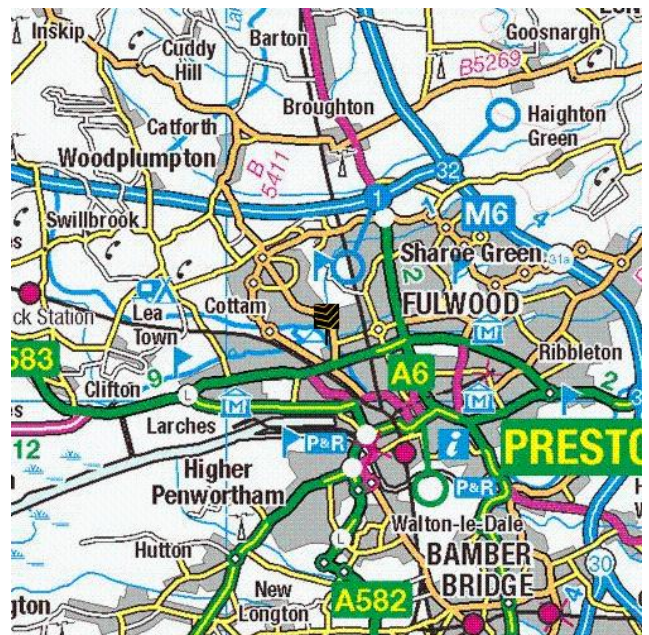 Inskip
Cuddy
Hill
Barton
Goosnargh
B5269
Broughton
Haighton
Green
Catforth
Woodplumpton
B
5411
32
1
M6
4
Swillbrook
Sharoe Green
31a
2
ck Station
Lea
Town
Cottam
FULWOOD
M
583
Ribbleton
A6
Clifton
9
2
L
M
M
Larches
12
P&R
i
PRESTO
Higher
Penwortham
P&R
Walton-le-Dale
Hutton
L
BAMBER
BRIDGE
30
New
Longton
A582
4
gton